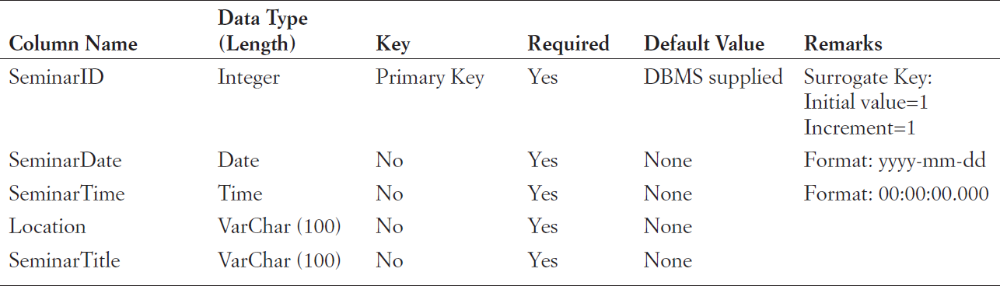 Column Name Data Type (Length) Key Required Default Value Remarks
SeminarID Integer Primary Key Yes DBMS supplied Surrogate Key:
Initial value=1
Increment=1
SeminarDate Date No Yes None Format: yyyy-mm-dd
SeminarTime Time No Yes None Format: 00:00:00.000
Location VarChar (100) No Yes None
SeminarTitle VarChar (100) No Yes None